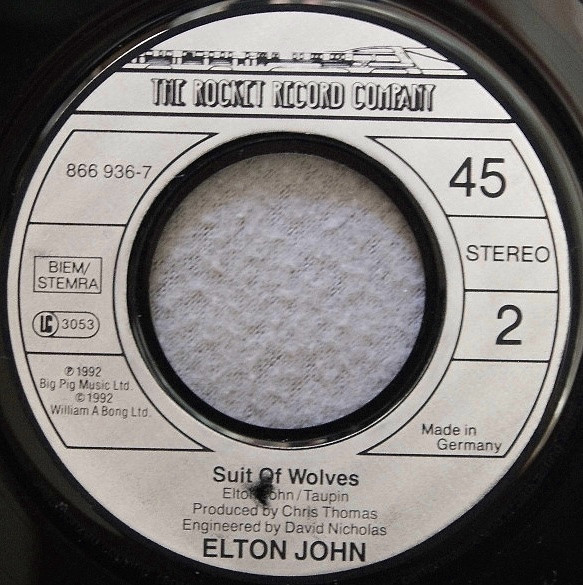 THE ROCKET RECORD COMPANY
866 936-7
45
STEREO
BIEM/
STEMRA
LC 3053
2
℗ 1992
Big Pig Music Ltd.
© 1992
William A Bong Ltd.
Made in
Germany
Suit Of Wolves
Elton John / Taupin
Produced by Chris Thomas
Engineered by David Nicholas
ELTON JOHN